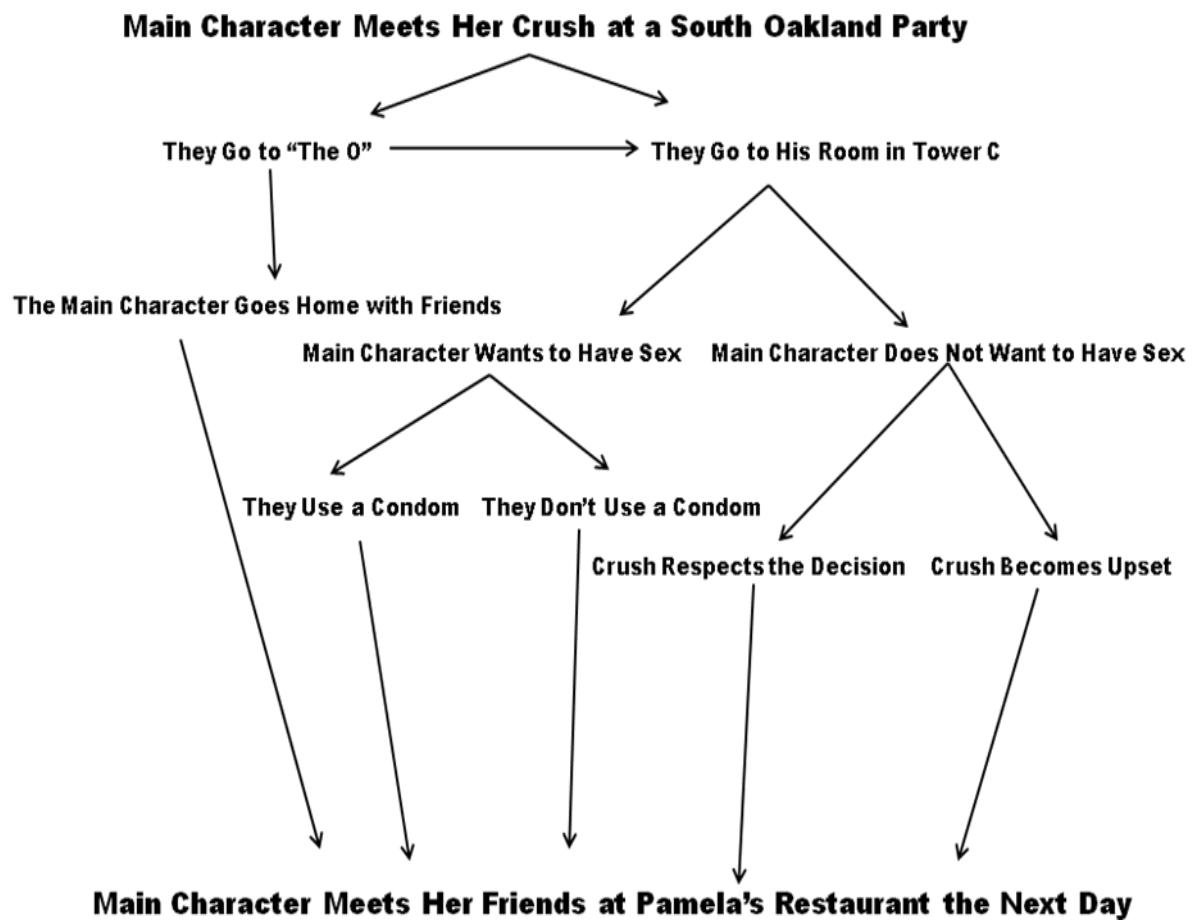 Main Character Meets Her Crush at a South Oakland Party
They Go to “The O”
They Go to His Room in Tower C
The Main Character Goes Home with Friends
Main Character Wants to Have Sex
Main Character Does Not Want to Have Sex
They Use a Condom
They Don’t Use a Condom
Crush Respects the Decision
Crush Becomes Upset
Main Character Meets Her Friends at Pamela’s Restaurant the Next Day